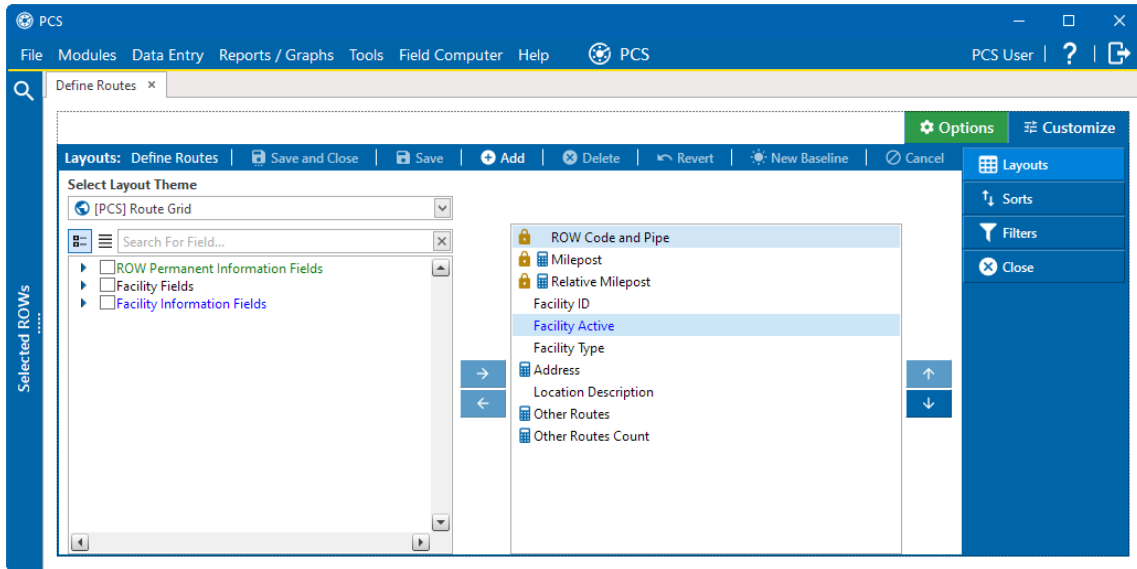 PCS
File Modules Data Entry Reports / Graphs Tools Field Computer Help PCS PCS User | ? |
Define Routes ×
Options Customize
Layouts: Define Routes | Save and Close | Save | Add | Delete | Revert | New Baseline | Cancel
Layouts
Sorts
Filters
Close
Select Layout Theme
[PCS] Route Grid
Search For Field...
ROW Permanent Information Fields
Facility Fields
Facility Information Fields
ROW Code and Pipe
Milepost
Relative Milepost
Facility ID
Facility Active
Facility Type
Address
Location Description
Other Routes
Other Routes Count
Selected ROWs